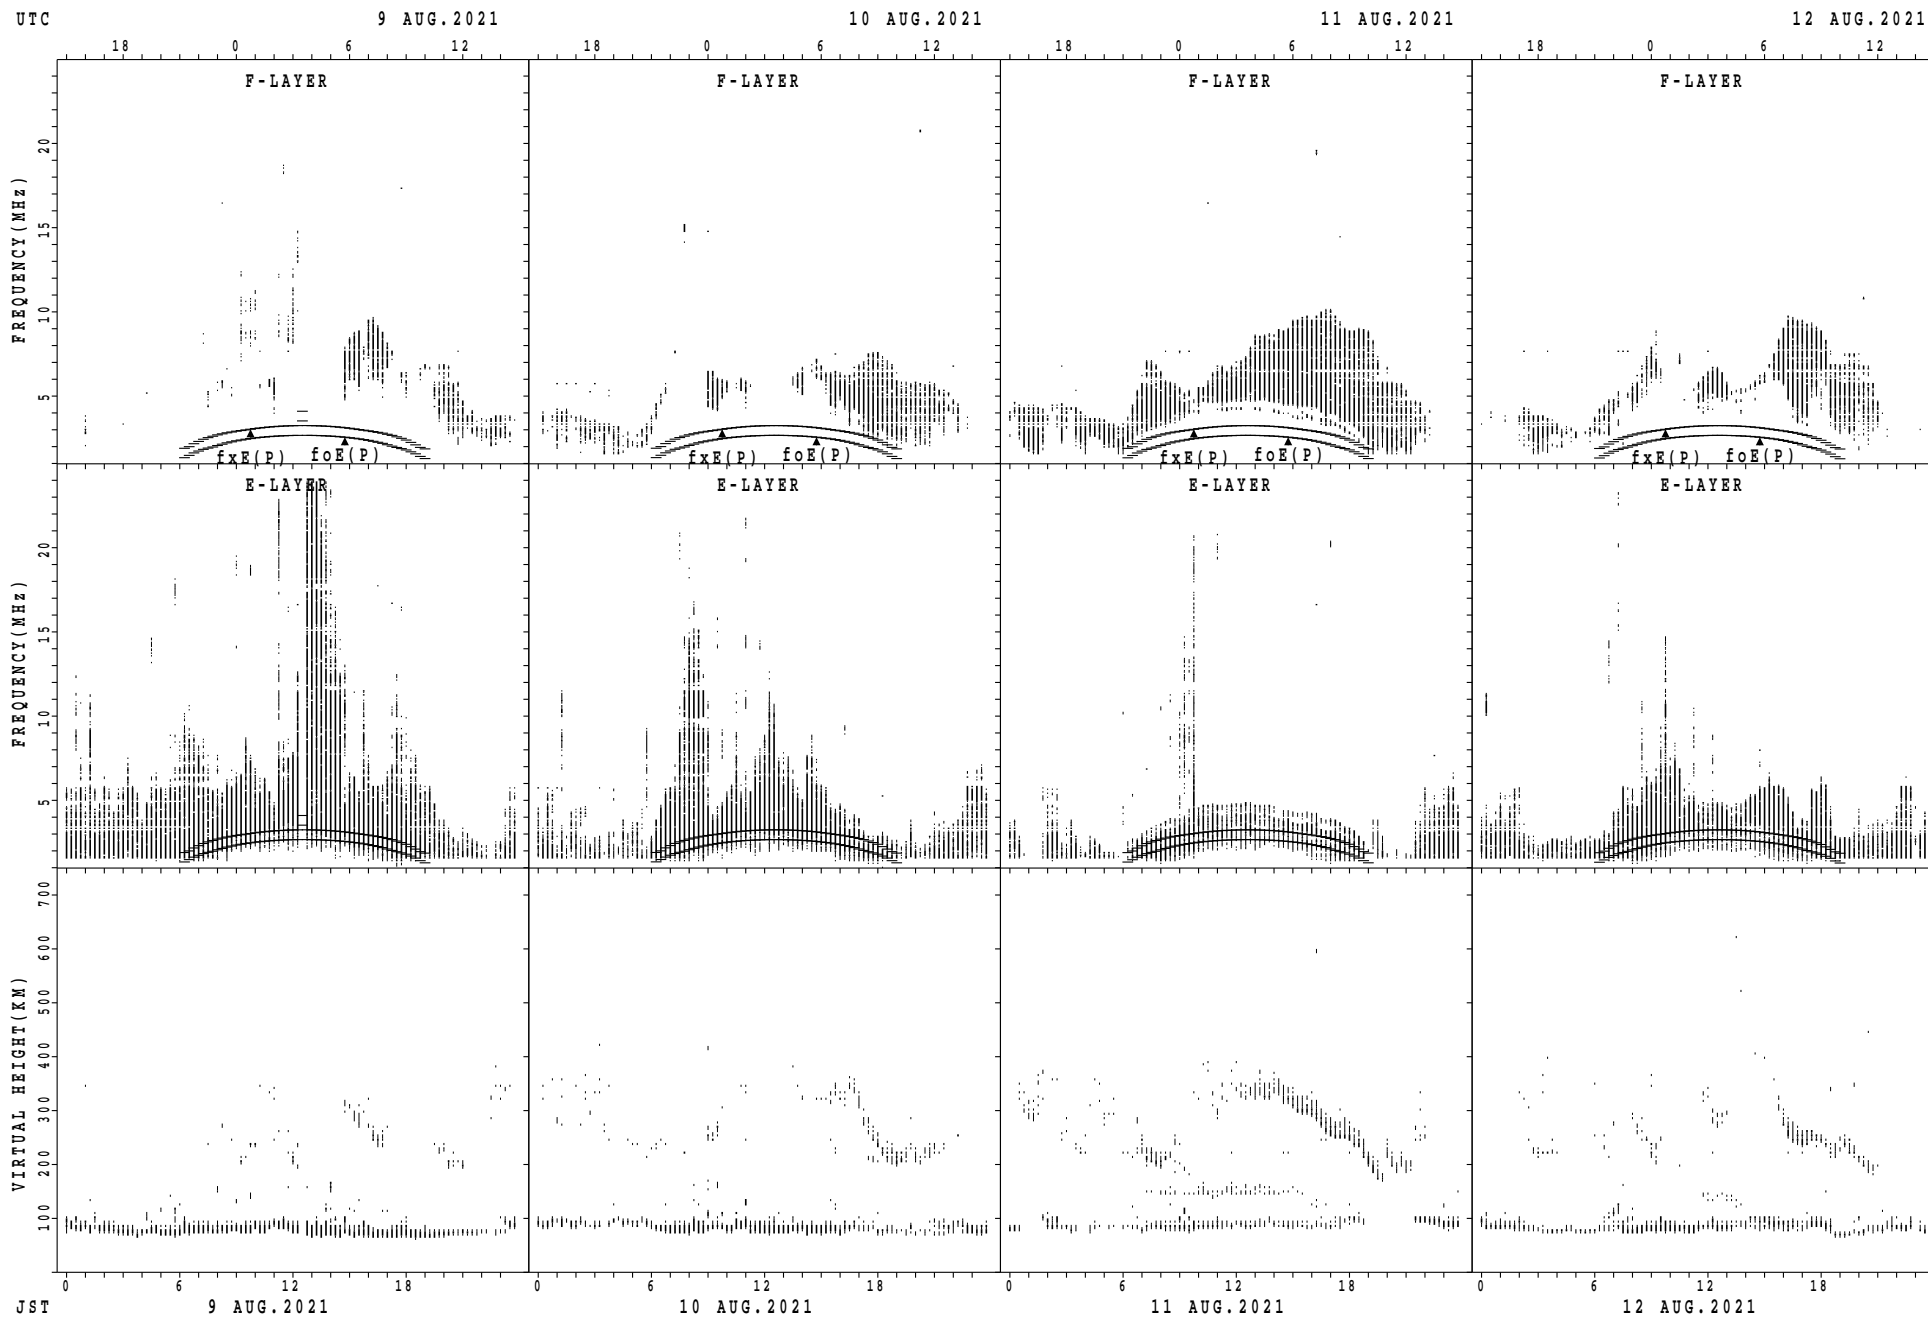 UTC 9 AUG.2021 10 AUG.2021 11 AUG.2021 12 AUG.2021
18 0 6 12 18 0 6 12 18 0 6 12 18 0 6 12
F-LAYER F-LAYER F-LAYER F-LAYER
FREQUENCY(MHz)
20
15
10
5
fxE(P) foE(P) fxE(P) foE(P) fxE(P) foE(P) fxE(P) foE(P)
E-LAYER E-LAYER E-LAYER E-LAYER
FREQUENCY(MHz)
20
15
10
5
VIRTUAL HEIGHT(KM)
700
600
500
400
300
200
100
0 6 12 18 0 6 12 18 0 6 12 18 0 6 12 18
JST 9 AUG.2021 10 AUG.2021 11 AUG.2021 12 AUG.2021